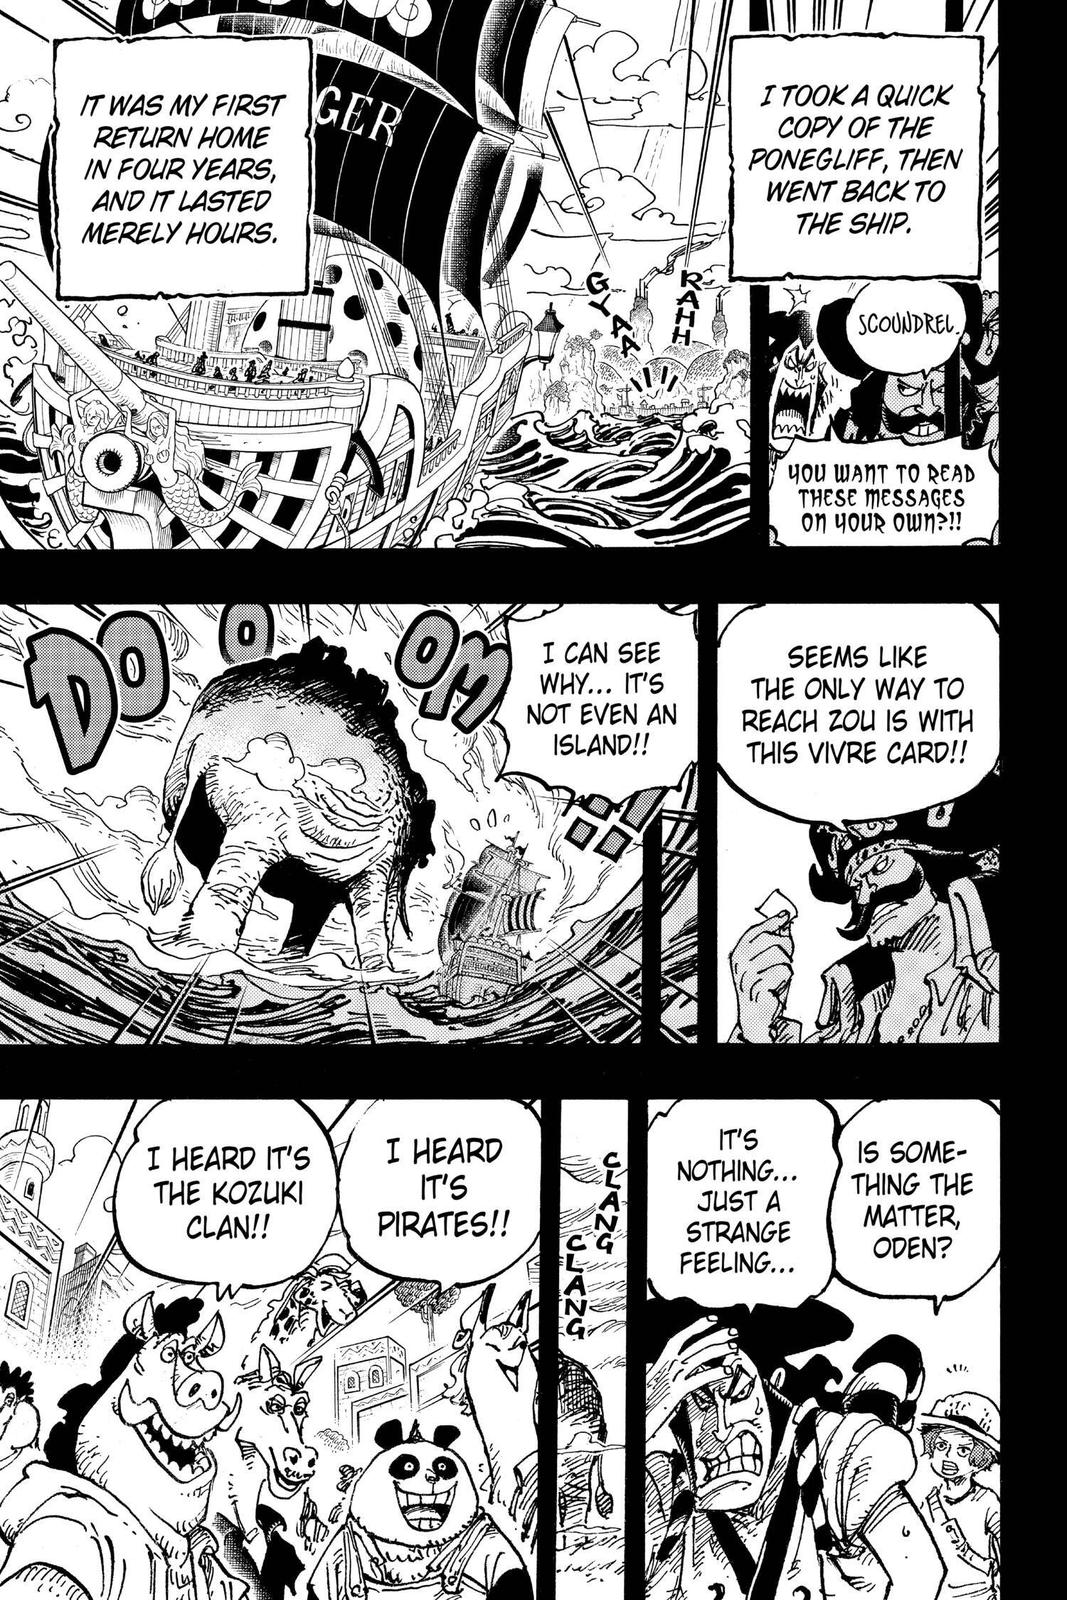 I TOOK A QUICK
COPY OF THE
PONEGLIFF, THEN
WENT BACK TO
THE SHIP.
SCOUNDREL.
YOU WANT TO READ
THESE MESSAGES
ON YOUR OWN?!!
IT WAS MY FIRST
RETURN HOME
IN FOUR YEARS,
AND IT LASTED
MERELY HOURS.
GER
RAHH
GYAA
SEEMS LIKE
THE ONLY WAY TO
REACH ZOU IS WITH
THIS VIVRE CARD!!
I CAN SEE
WHY... IT'S
NOT EVEN AN
ISLAND!!
!!
DOOOM
IS SOME-
THING THE
MATTER,
ODEN?
IT'S
NOTHING...
JUST A
STRANGE
FEELING...
CLANG
CLANG
I HEARD
IT'S
PIRATES!!
I HEARD IT'S
THE KOZUKI
CLAN!!